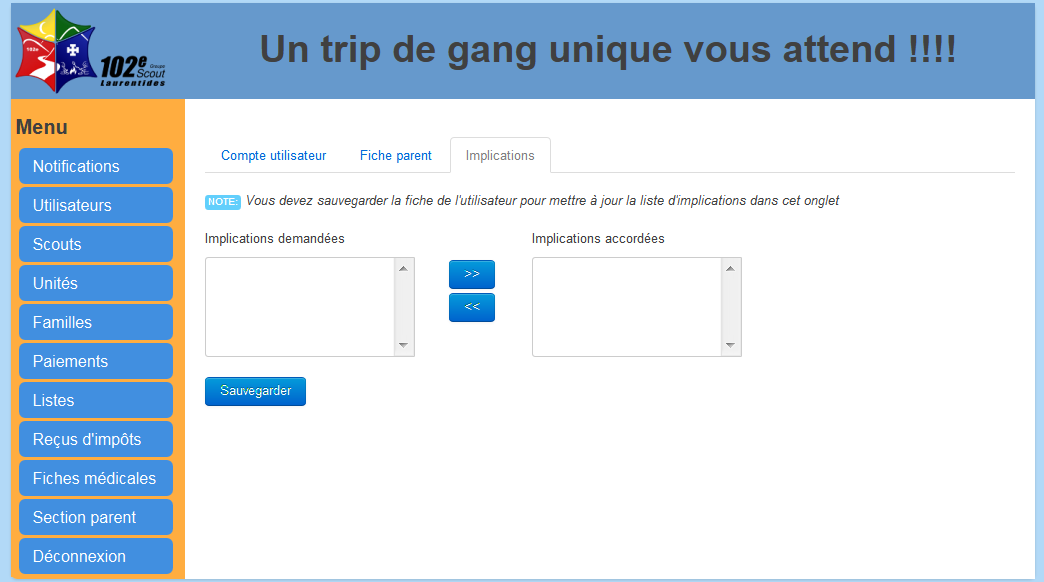 193e
102e Groupe
Scout
Laurentides
Un trip de gang unique vous attend !!!!
Menu
Notifications
Utilisateurs
Scouts
Unités
Familles
Paiements
Listes
Reçus d'impôts
Fiches médicales
Section parent
Déconnexion
Compte utilisateur Fiche parent Implications
NOTE: Vous devez sauvegarder la fiche de l'utilisateur pour mettre à jour la liste d'implications dans cet onglet
Implications demandées Implications accordées
>>
<<
Sauvegarder